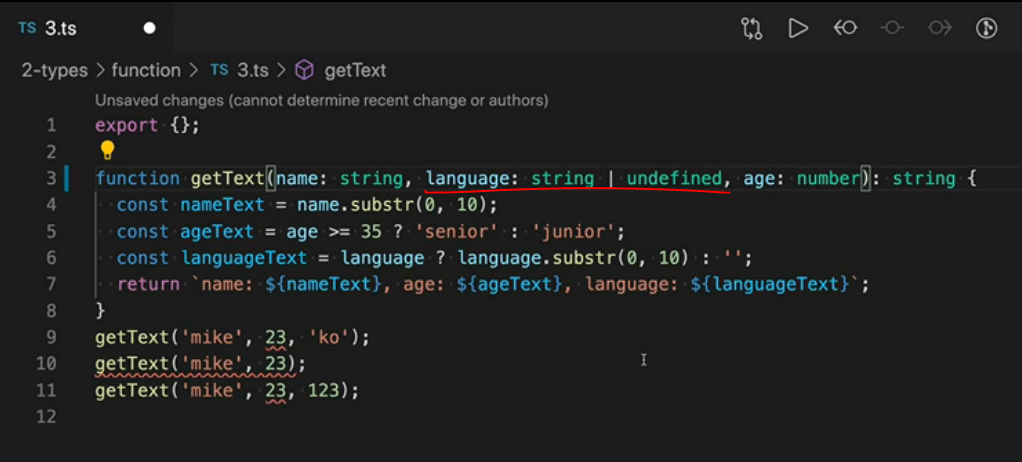 TS 3.ts
2-types > function > TS 3.ts > getText
Unsaved changes (cannot determine recent change or authors)
1 export {};
2
3 function getText(name: string, language: string | undefined, age: number): string {
4 const nameText = name.substr(0, 10);
5 const ageText = age >= 35 ? 'senior' : 'junior';
6 const languageText = language ? language.substr(0, 10) : '';
7 return `name: ${nameText}, age: ${ageText}, language: ${languageText}`;
8 }
9 getText('mike', 23, 'ko');
10 getText('mike', 23);
11 getText('mike', 23, 123);
12